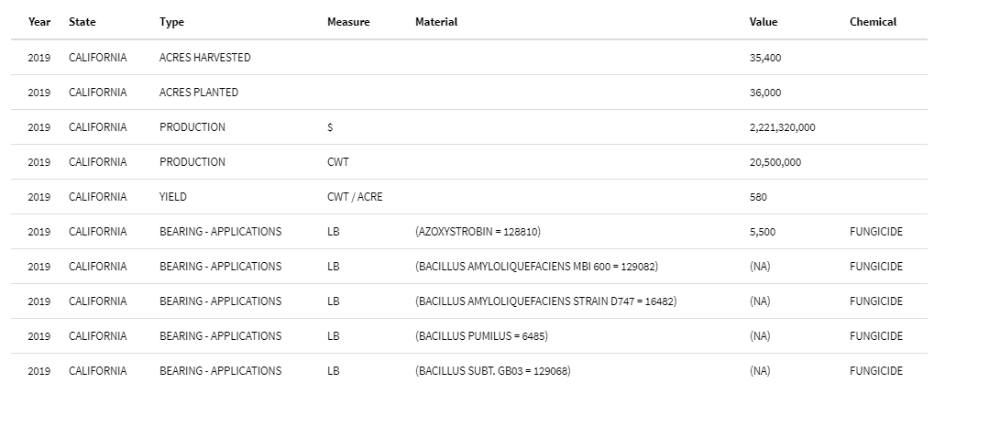 Year State Type Measure Material Value Chemical
2019 CALIFORNIA ACRES HARVESTED 35,400
2019 CALIFORNIA ACRES PLANTED 36,000
2019 CALIFORNIA PRODUCTION $ 2,221,320,000
2019 CALIFORNIA PRODUCTION CWT 20,500,000
2019 CALIFORNIA YIELD CWT / ACRE 580
2019 CALIFORNIA BEARING - APPLICATIONS LB (AZOXYSTROBIN = 128810) 5,500 FUNGICIDE
2019 CALIFORNIA BEARING - APPLICATIONS LB (BACILLUS AMYLOLIQUEFACIENS MBI 600 = 129082) (NA) FUNGICIDE
2019 CALIFORNIA BEARING - APPLICATIONS LB (BACILLUS AMYLOLIQUEFACIENS STRAIN D747 = 16482) (NA) FUNGICIDE
2019 CALIFORNIA BEARING - APPLICATIONS LB (BACILLUS PUMILUS = 6485) (NA) FUNGICIDE
2019 CALIFORNIA BEARING - APPLICATIONS LB (BACILLUS SUBT. GB03 = 129068) (NA) FUNGICIDE